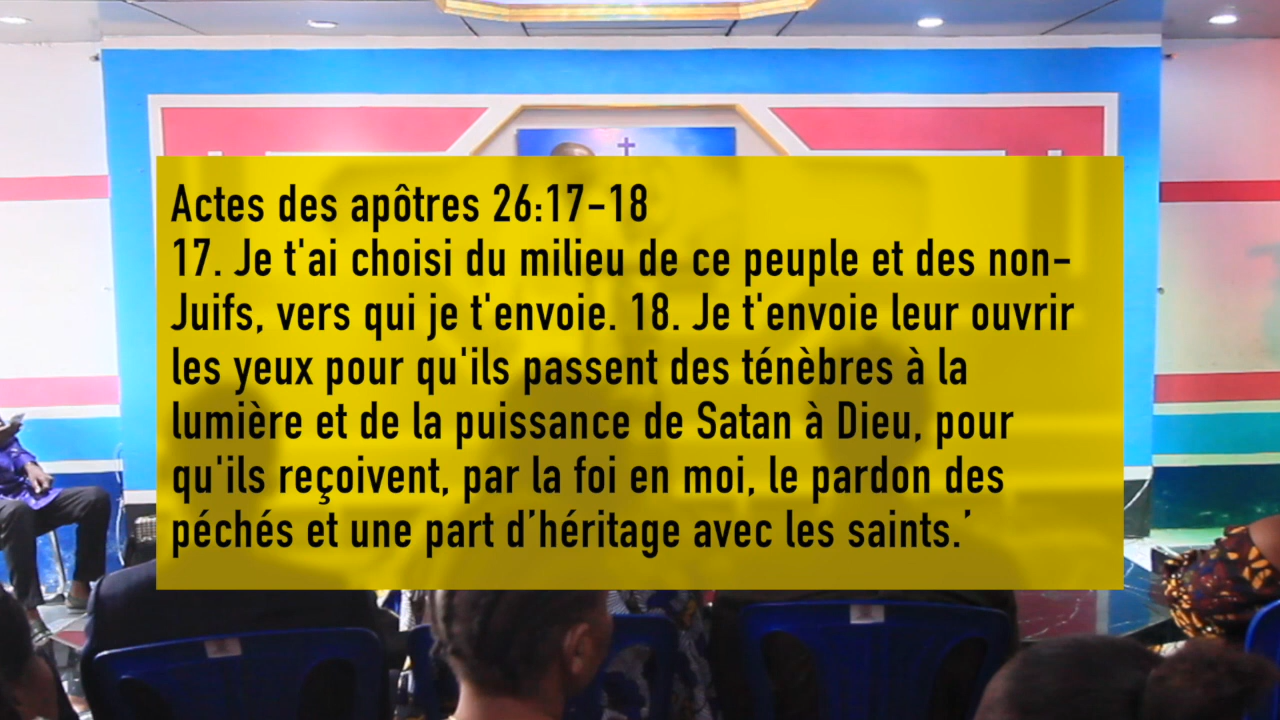 Actes des apôtres 26:17-18
17. Je t'ai choisi du milieu de ce peuple et des non-
Juifs, vers qui je t'envoie. 18. Je t'envoie leur ouvrir
les yeux pour qu'ils passent des ténèbres à la
lumière et de la puissance de Satan à Dieu, pour
qu'ils reçoivent, par la foi en moi, le pardon des
péchés et une part d’héritage avec les saints.’